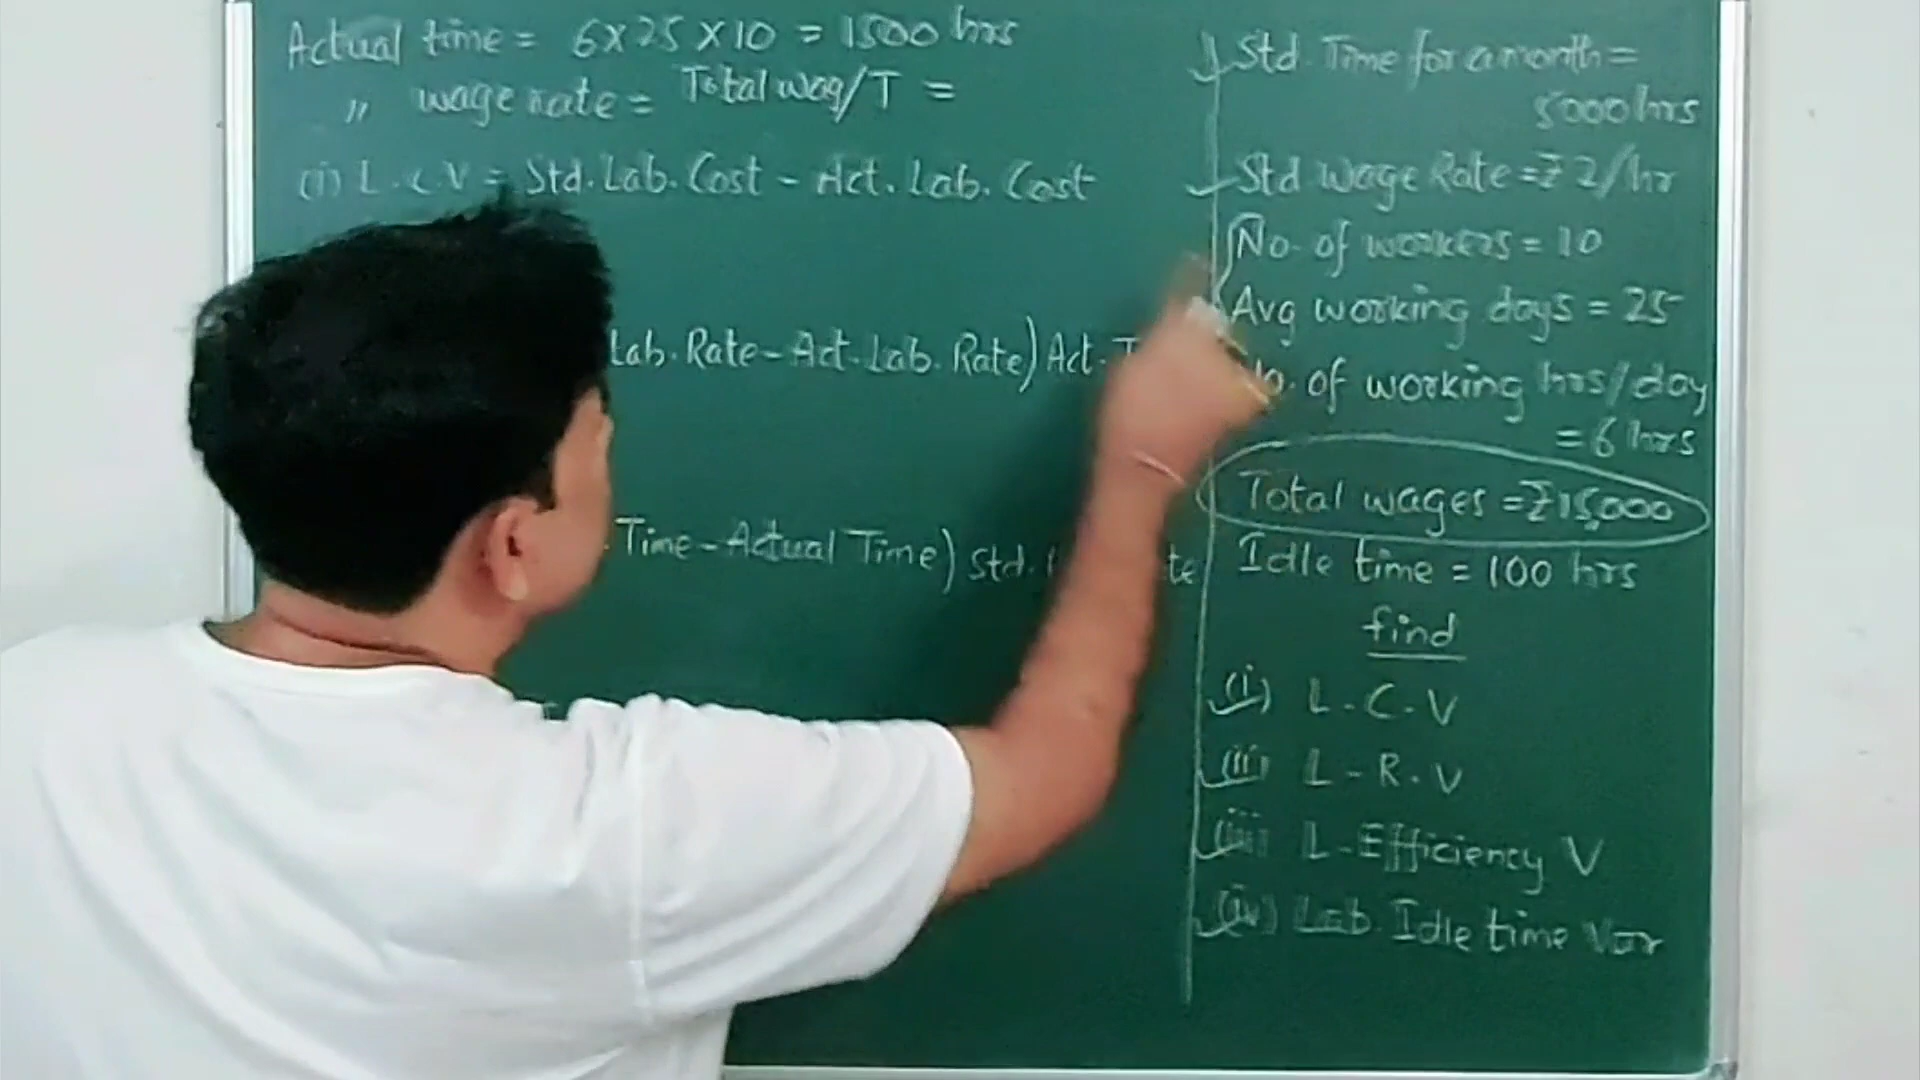 Actual time = 6 x 25 x 10 = 1500 hrs
" wage rate = Total wag/T =
(i) L.C.V = Std. Lab. Cost - Act. Lab. Cost
Lab. Rate - Act. Lab. Rate) Act.
Time - Actual Time) Std.
Std. Time for a month =
5000 hrs
Std wage Rate = ₹ 2/hr
No. of workers = 10
Avg working days = 25
No. of working hrs/day
= 6 hrs
Total wages = ₹15,000
Idle time = 100 hrs
find
(i) L.C.V
(ii) L-R.V
(iii) L-Efficiency V
(iv) Lab. Idle time Var